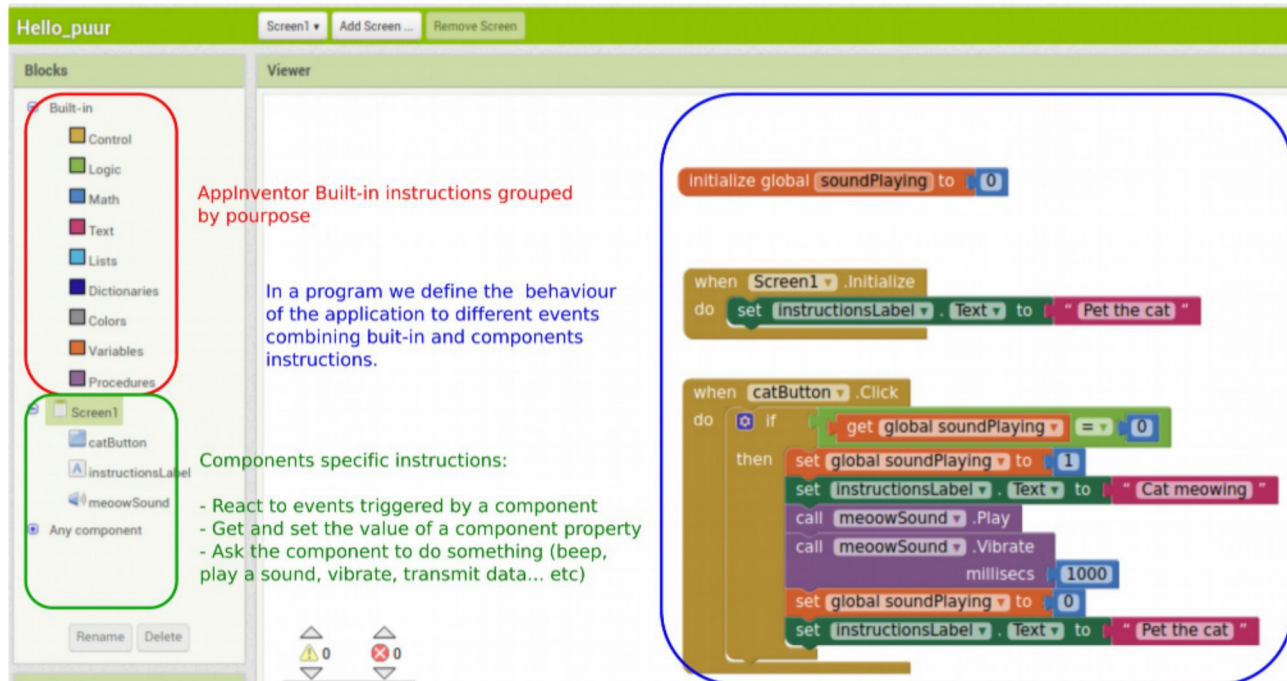 Hello_puur
Screen1 ▾ Add Screen ... Remove Screen
Blocks
Viewer
Built-in
Control
Logic
Math
Text
Lists
Dictionaries
Colors
Variables
Procedures
Screen1
catButton
instructionsLabel
meoowSound
Any component
Rename Delete
AppInventor Built-in instructions grouped
by pourpose
In a program we define the behaviour
of the application to different events
combining buit-in and components
instructions.
Components specific instructions:
- React to events triggered by a component
- Get and set the value of a component property
- Ask the component to do something (beep,
play a sound, vibrate, transmit data... etc)
0 0
initialize global soundPlaying to 0
when Screen1 .Initialize
do set instructionsLabel . Text to " Pet the cat "
when catButton .Click
do if get global soundPlaying = 0
then set global soundPlaying to 1
set instructionsLabel . Text to " Cat meowing "
call meoowSound .Play
call meoowSound .Vibrate
millisecs 1000
set global soundPlaying to 0
set instructionsLabel . Text to " Pet the cat "